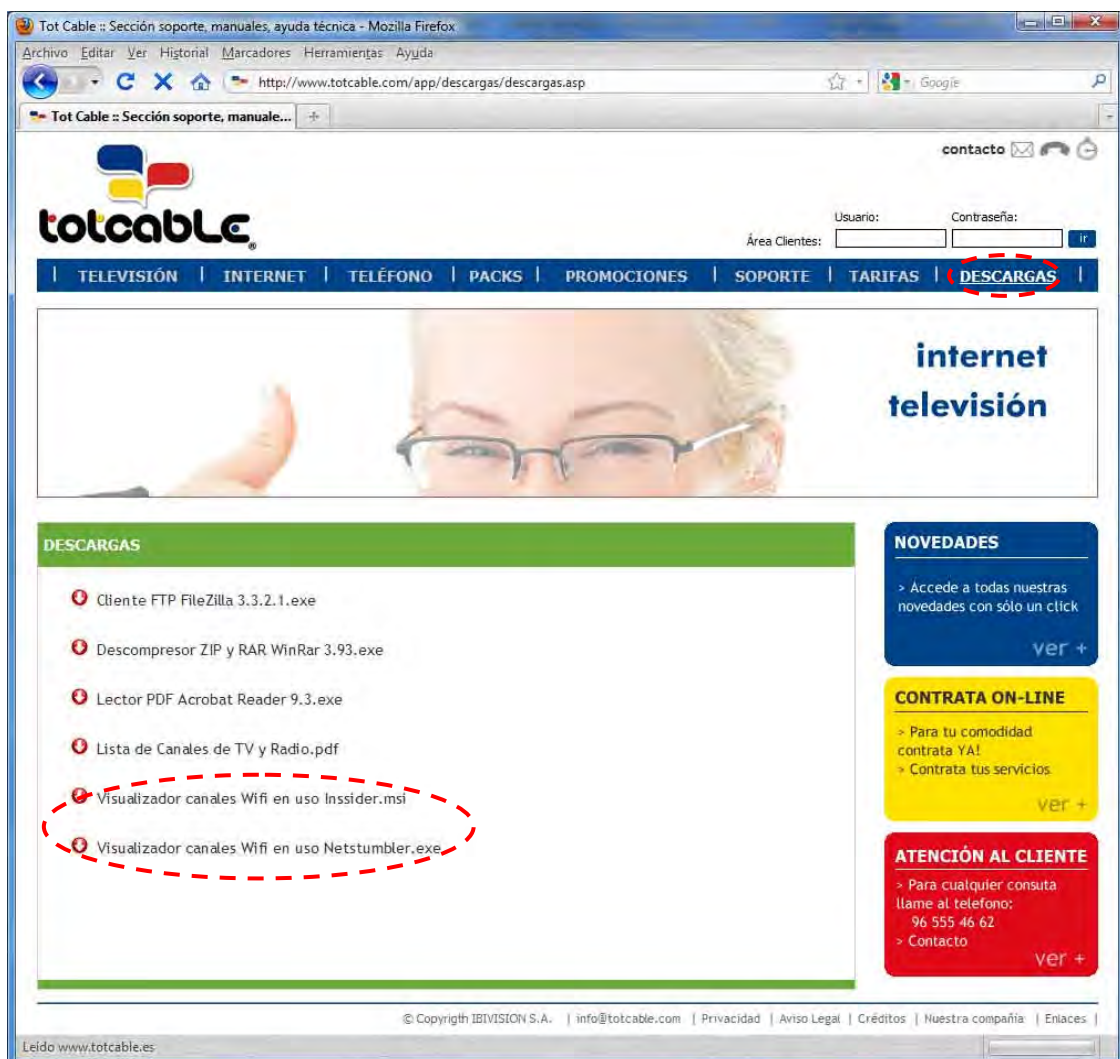 Tot Cable :: Sección soporte, manuales, ayuda técnica - Mozilla Firefox
Archivo Editar Ver Historial Marcadores Herramientas Ayuda
http://www.totcable.com/app/descargas/descargas.asp
Google
Tot Cable :: Sección soporte, manuale...
contacto
totcable®
Usuario: Contraseña:
Área Clientes: ir
| TELEVISIÓN | INTERNET | TELÉFONO | PACKS | PROMOCIONES | SOPORTE | TARIFAS | DESCARGAS |
internet
televisión
DESCARGAS
Cliente FTP FileZilla 3.3.2.1.exe
Descompresor ZIP y RAR WinRar 3.93.exe
Lector PDF Acrobat Reader 9.3.exe
Lista de Canales de TV y Radio.pdf
Visualizador canales Wifi en uso Inssider.msi
Visualizador canales Wifi en uso Netstumbler.exe
NOVEDADES
> Accede a todas nuestras
novedades con sólo un click
ver +
CONTRATA ON-LINE
> Para tu comodidad
contrata YA!
> Contrata tus servicios
ver +
ATENCIÓN AL CLIENTE
> Para cualquier consuta
llame al telefono:
96 555 46 62
> Contacto
ver +
© Copyrigth IBIVISION S.A. | info@totcable.com | Privacidad | Aviso Legal | Créditos | Nuestra compañia | Enlaces |
Leido www.totcable.es